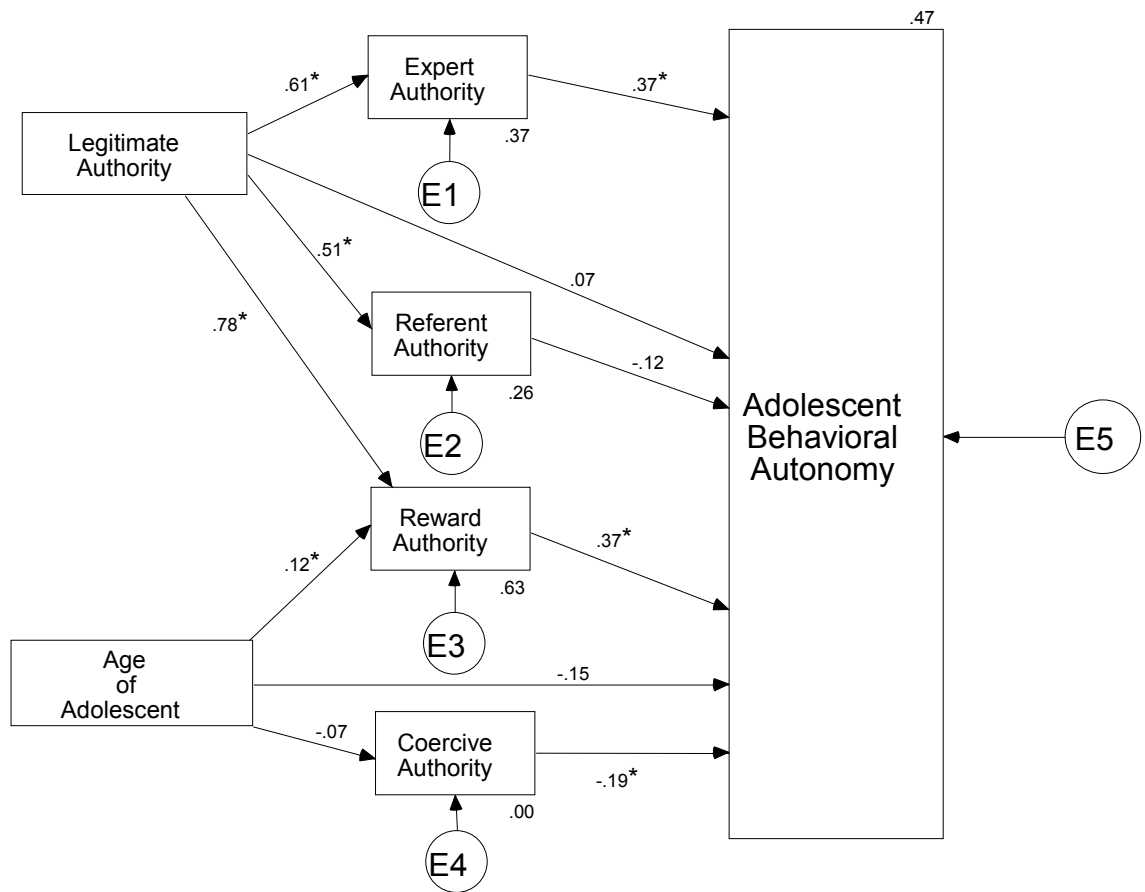 .47
Expert
Authority
.61*
.37*
.37
Legitimate
Authority
E1
.51*
.07
.78*
Referent
Authority
-.12
.26
Adolescent
Behavioral
Autonomy
E2
E5
Reward
Authority
.12*
.37*
.63
E3
Age
of
Adolescent
-.15
-.07
Coercive
Authority
-.19*
.00
E4